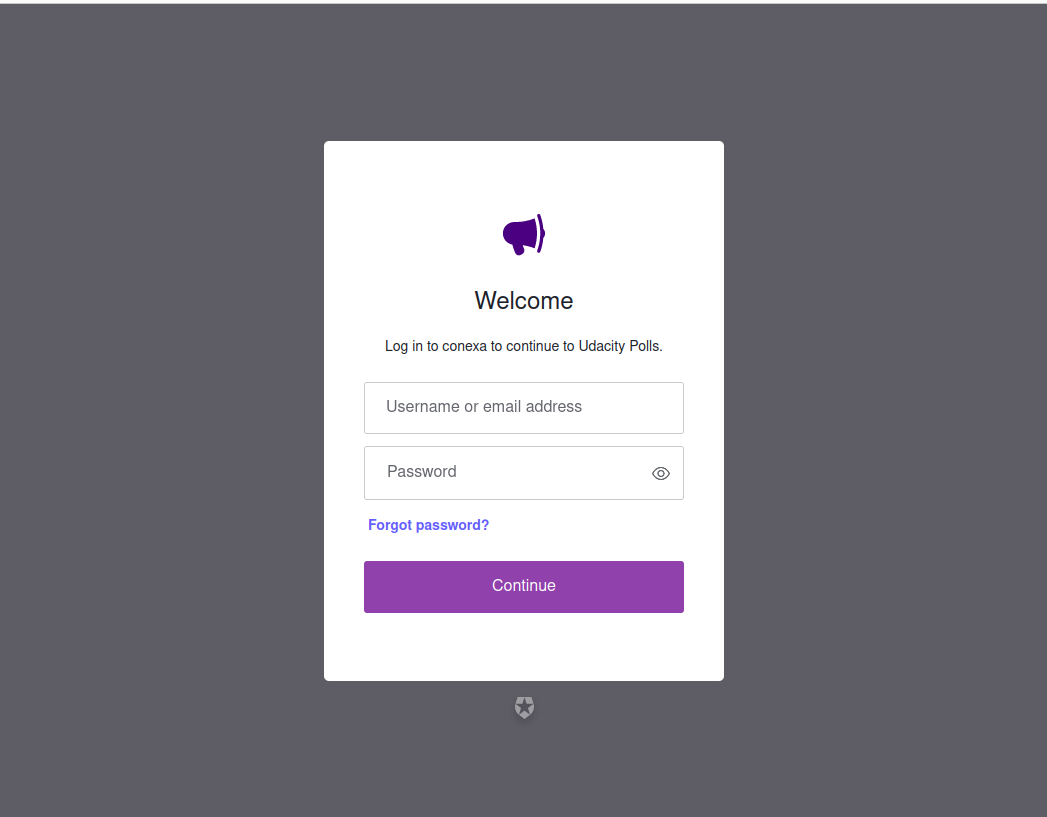 Welcome
Log in to conexa to continue to Udacity Polls.
Username or email address
Password
Forgot password?
Continue